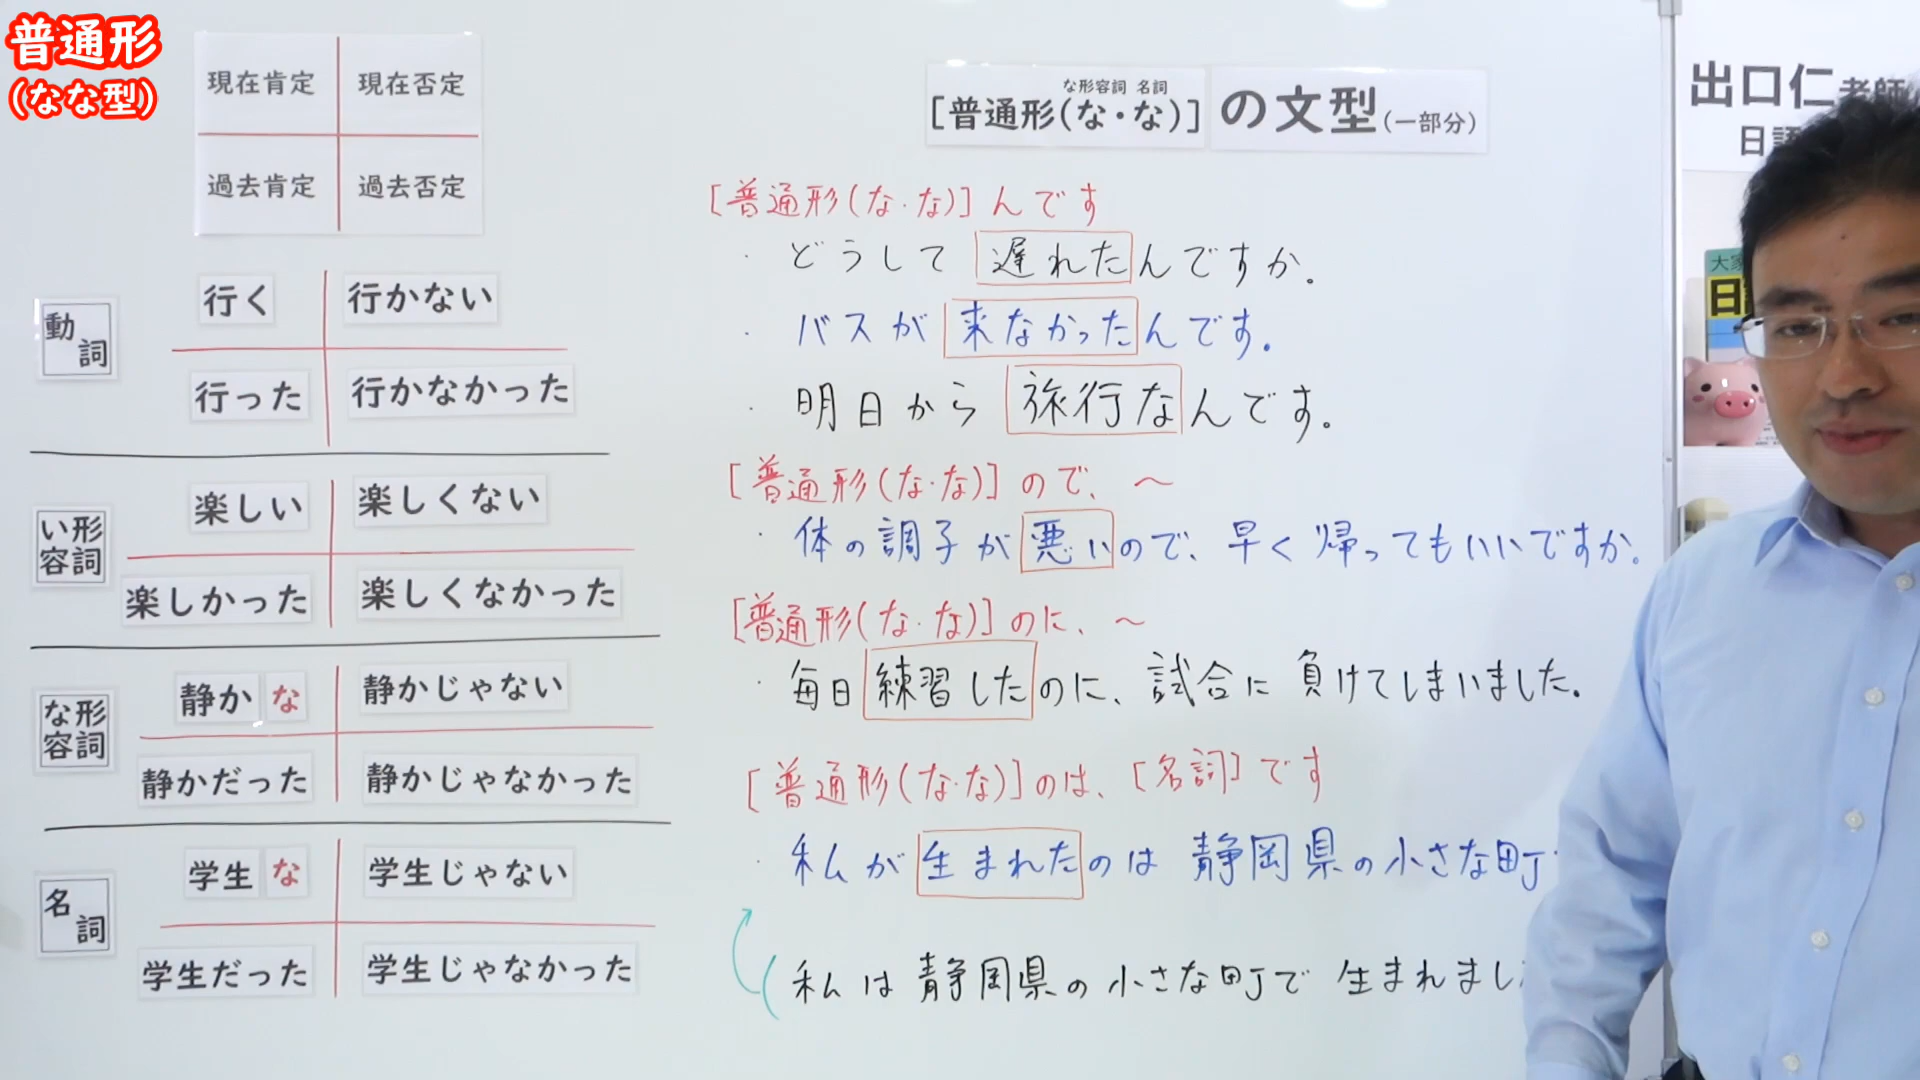 普通形
(なな型)
現在肯定 現在否定
過去肯定 過去否定
動詞
行く 行かない
行った 行かなかった
い形容詞
楽しい 楽しくない
楽しかった 楽しくなかった
な形容詞
静かな 静かじゃない
静かだった 静かじゃなかった
名詞
学生な 学生じゃない
学生だった 学生じゃなかった
な形容詞 名詞
[普通形(な・な)]の文型(一部分)
[普通形(な・な)]んです
・どうして遅れたんですか。
・バスが来なかったんです。
・明日から旅行なんです。
[普通形(な・な)]ので、～
・体の調子が悪いので、早く帰ってもいいですか。
[普通形(な・な)]のに、～
・毎日練習したのに、試合に負けてしまいました。
[普通形(な・な)]のは、[名詞]です
・私が生まれたのは静岡県の小さな町
(私は静岡県の小さな町で生まれまし
出口仁老師
日語
大家
日